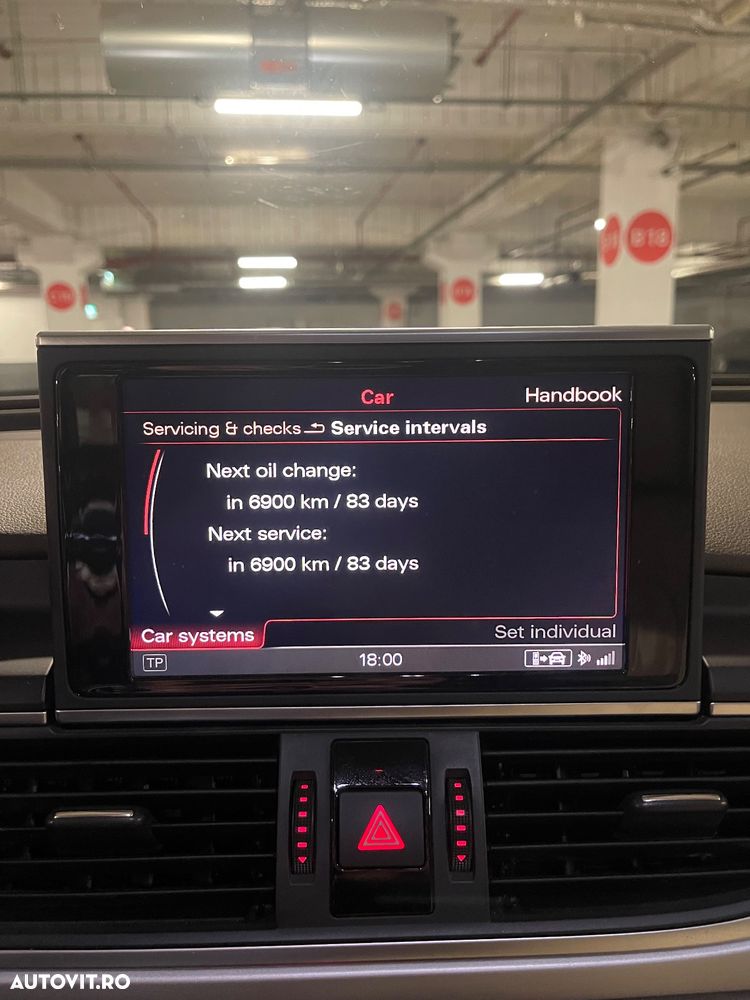 B18
Car
Handbook
Servicing & checks Service intervals
Next oil change:
in 6900 km / 83 days
Next service:
in 6900 km / 83 days
Car systems
Set individual
TP
18:00
AUTOVIT.RO